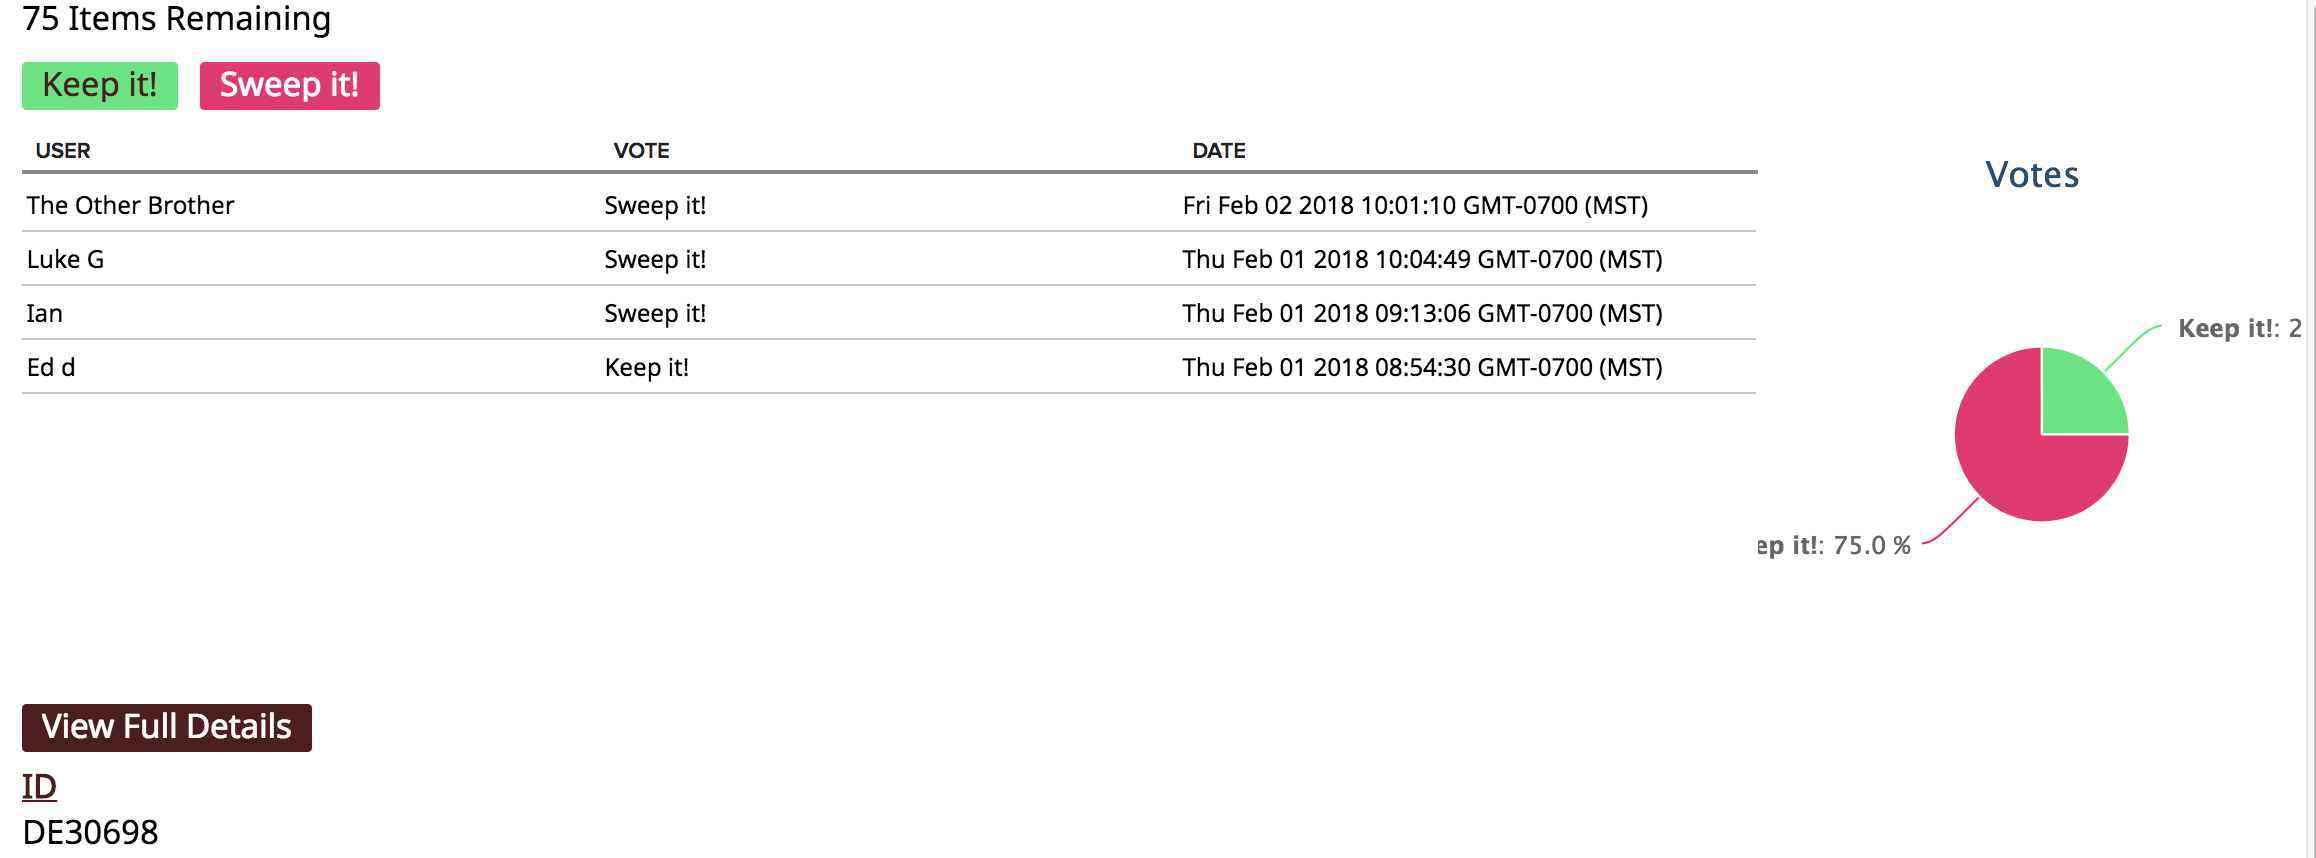 75 Items Remaining
Keep it! Sweep it!
USER VOTE DATE
The Other Brother Sweep it! Fri Feb 02 2018 10:01:10 GMT-0700 (MST)
Luke G Sweep it! Thu Feb 01 2018 10:04:49 GMT-0700 (MST)
Ian Sweep it! Thu Feb 01 2018 09:13:06 GMT-0700 (MST)
Ed d Keep it! Thu Feb 01 2018 08:54:30 GMT-0700 (MST)
Votes
Keep it!: 2
ep it!: 75.0 %
View Full Details
ID
DE30698